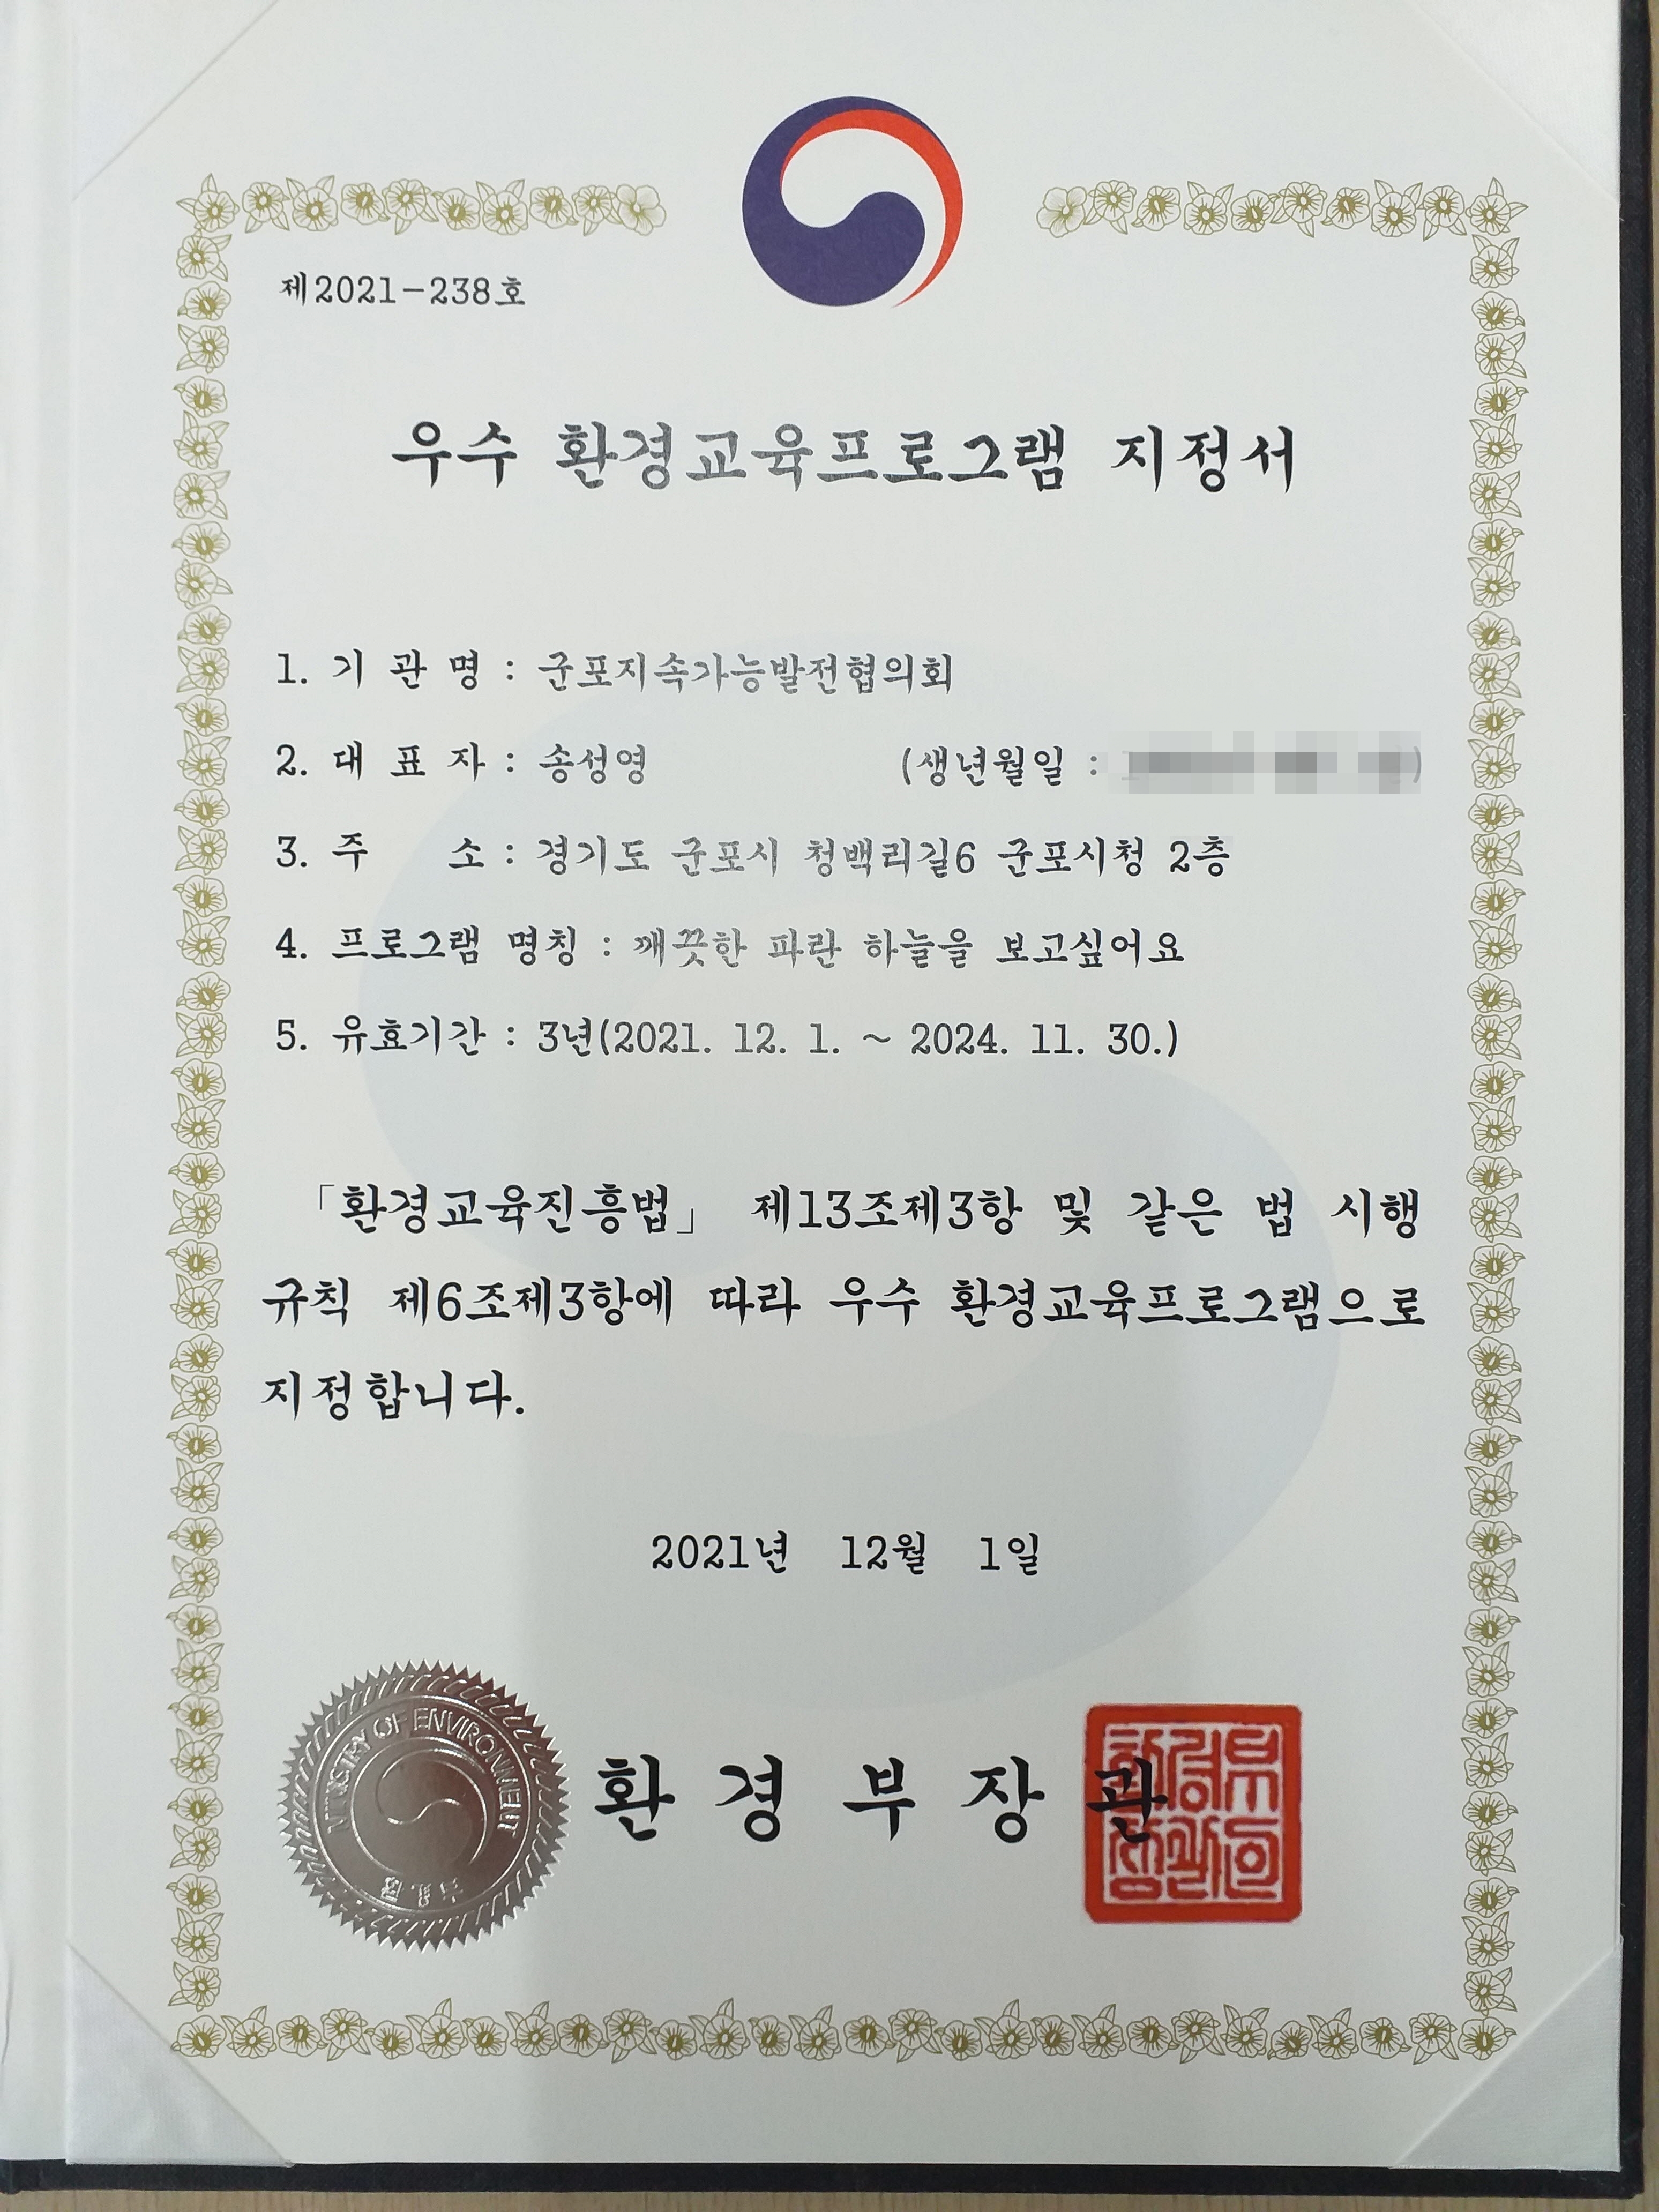 제2021-238호
우수 환경교육프로그램 지정서
1. 기 관 명 : 군포지속가능발전협의회
2. 대 표 자 : 송성영 (생년월일 : )
3. 주 소 : 경기도 군포시 청백리길6 군포시청 2층
4. 프로그램 명칭 : 깨끗한 파란 하늘을 보고싶어요
5. 유효기간 : 3년(2021. 12. 1. ~ 2024. 11. 30.)
「환경교육진흥법」 제13조제3항 및 같은 법 시행
규칙 제6조제3항에 따라 우수 환경교육프로그램으로
지정합니다.
2021년 12월 1일
MINISTRY OF ENVIRONMENT
환 경 부 장 관
환경부
장관의